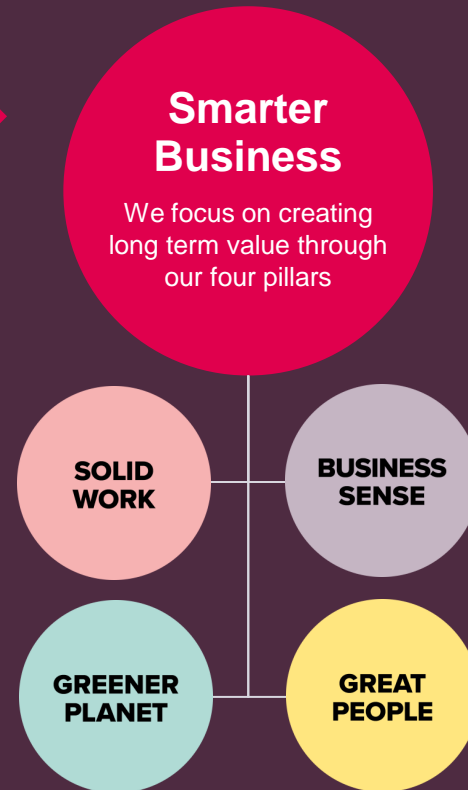 Smarter
Business
We focus on creating
long term value through
our four pillars
SOLID
WORK
BUSINESS
SENSE
GREENER
PLANET
GREAT
PEOPLE